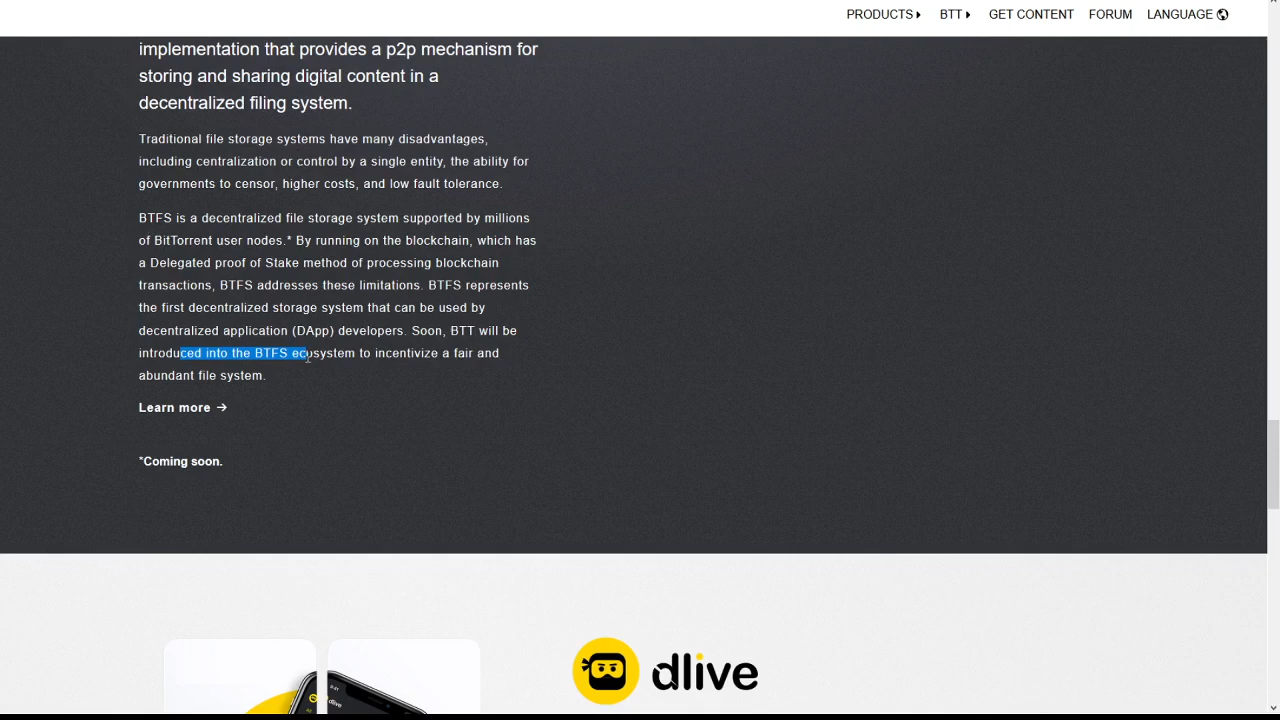 PRODUCTS BTT GET CONTENT FORUM LANGUAGE
implementation that provides a p2p mechanism for
storing and sharing digital content in a
decentralized filing system.
Traditional file storage systems have many disadvantages,
including centralization or control by a single entity, the ability for
governments to censor, higher costs, and low fault tolerance.
BTFS is a decentralized file storage system supported by millions
of BitTorrent user nodes.* By running on the blockchain, which has
a Delegated proof of Stake method of processing blockchain
transactions, BTFS addresses these limitations. BTFS represents
the first decentralized storage system that can be used by
decentralized application (DApp) developers. Soon, BTT will be
introduced into the BTFS ecosystem to incentivize a fair and
abundant file system.
Learn more →
*Coming soon.
dlive
dlive